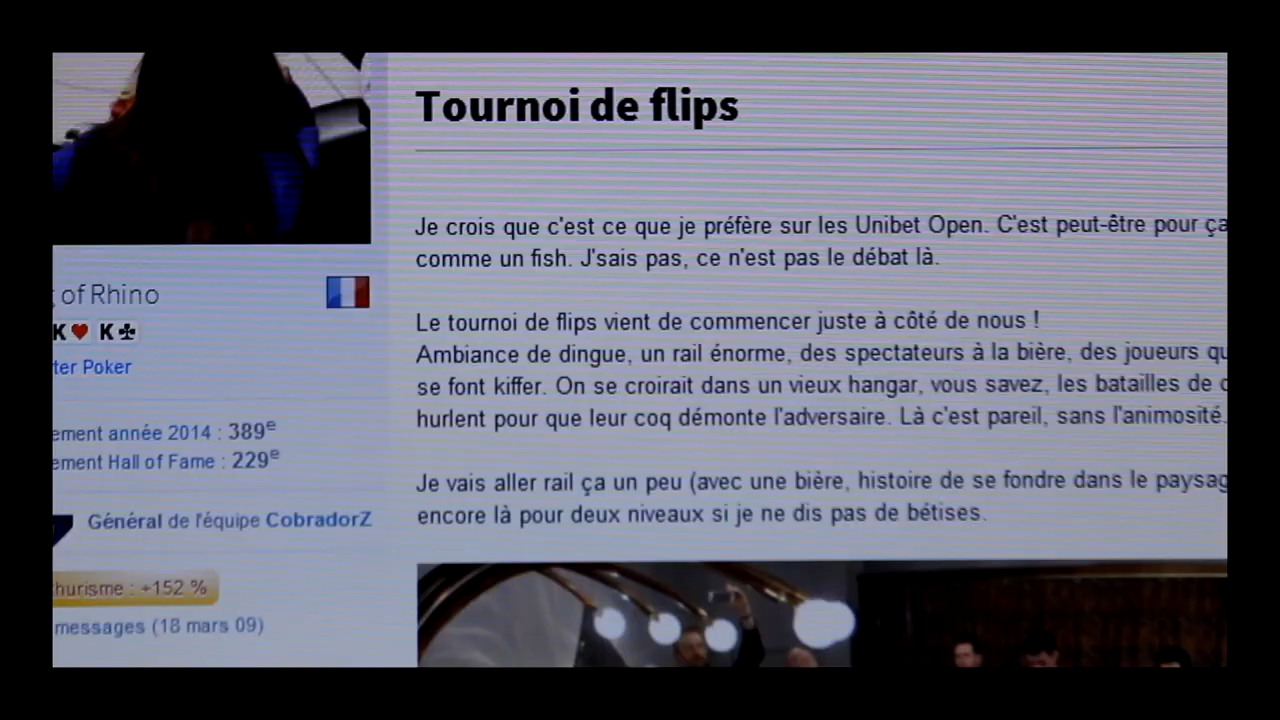 Tournoi de flips
Je crois que c'est ce que je préfère sur les Unibet Open. C'est peut-être pour ça
comme un fish. J'sais pas, ce n'est pas le débat là.
Le tournoi de flips vient de commencer juste à côté de nous !
Ambiance de dingue, un rail énorme, des spectateurs à la bière, des joueurs qu
se font kiffer. On se croirait dans un vieux hangar, vous savez, les batailles de c
hurlent pour que leur coq démonte l'adversaire. Là c'est pareil, sans l'animosité.
Je vais aller rail ça un peu (avec une bière, histoire de se fondre dans le paysag
encore là pour deux niveaux si je ne dis pas de bétises.
of Rhino
K♥ K♣
ter Poker
ement année 2014 : 389e
ement Hall of Fame : 229e
Général de l'équipe CobradorZ
hurisme : +152 %
messages (18 mars 09)